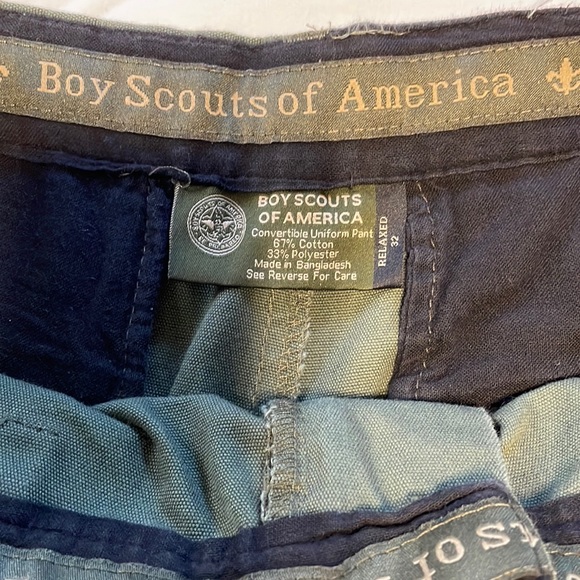 Boy Scouts of America
BOY SCOUTS
OF AMERICA
Convertible Uniform Pant
67% Cotton
33% Polyester
Made in Bangladesh
See Reverse For Care
RELAXED
32